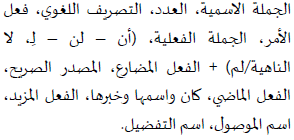 الجملة الاسمية، العدد، التصريف اللغوي، فعل
الأمر، الجملة الفعلية، (أن – لن – لِـ، لا
الناهية/لم) + الفعل المضارع، المصدر الصريح،
الفعل الماضي، كان واسمها وخبرها، الفعل المزيد،
اسم الموصول، اسم التفضيل.